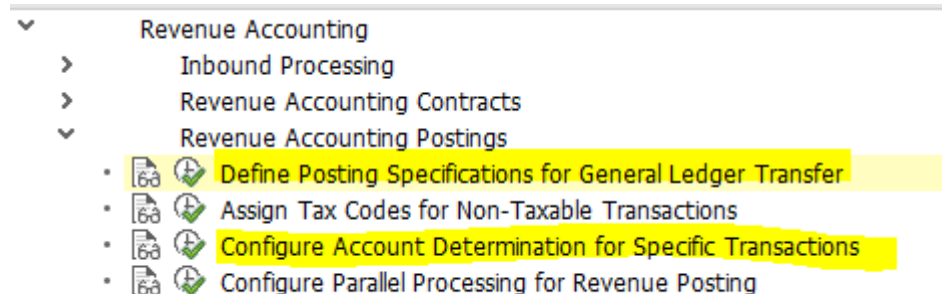 Revenue Accounting
Inbound Processing
Revenue Accounting Contracts
Revenue Accounting Postings
Define Posting Specifications for General Ledger Transfer
Assign Tax Codes for Non-Taxable Transactions
Configure Account Determination for Specific Transactions
Configure Parallel Processing for Revenue Posting